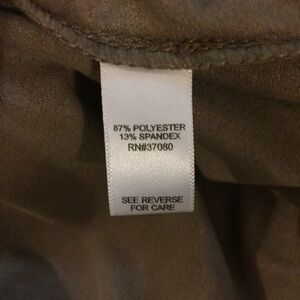 87% POLYESTER
13% SPANDEX
RN#37080
SEE REVERSE
FOR CARE